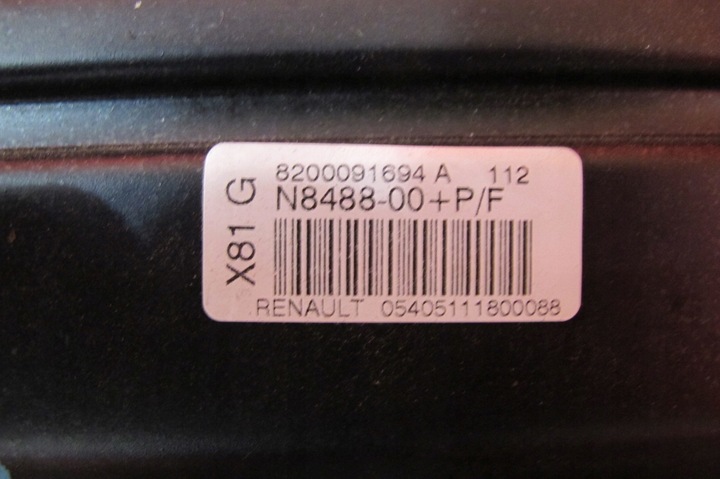 X81 G
8200091694 A 112
N8488-00+P/F
RENAULT 05405111800088